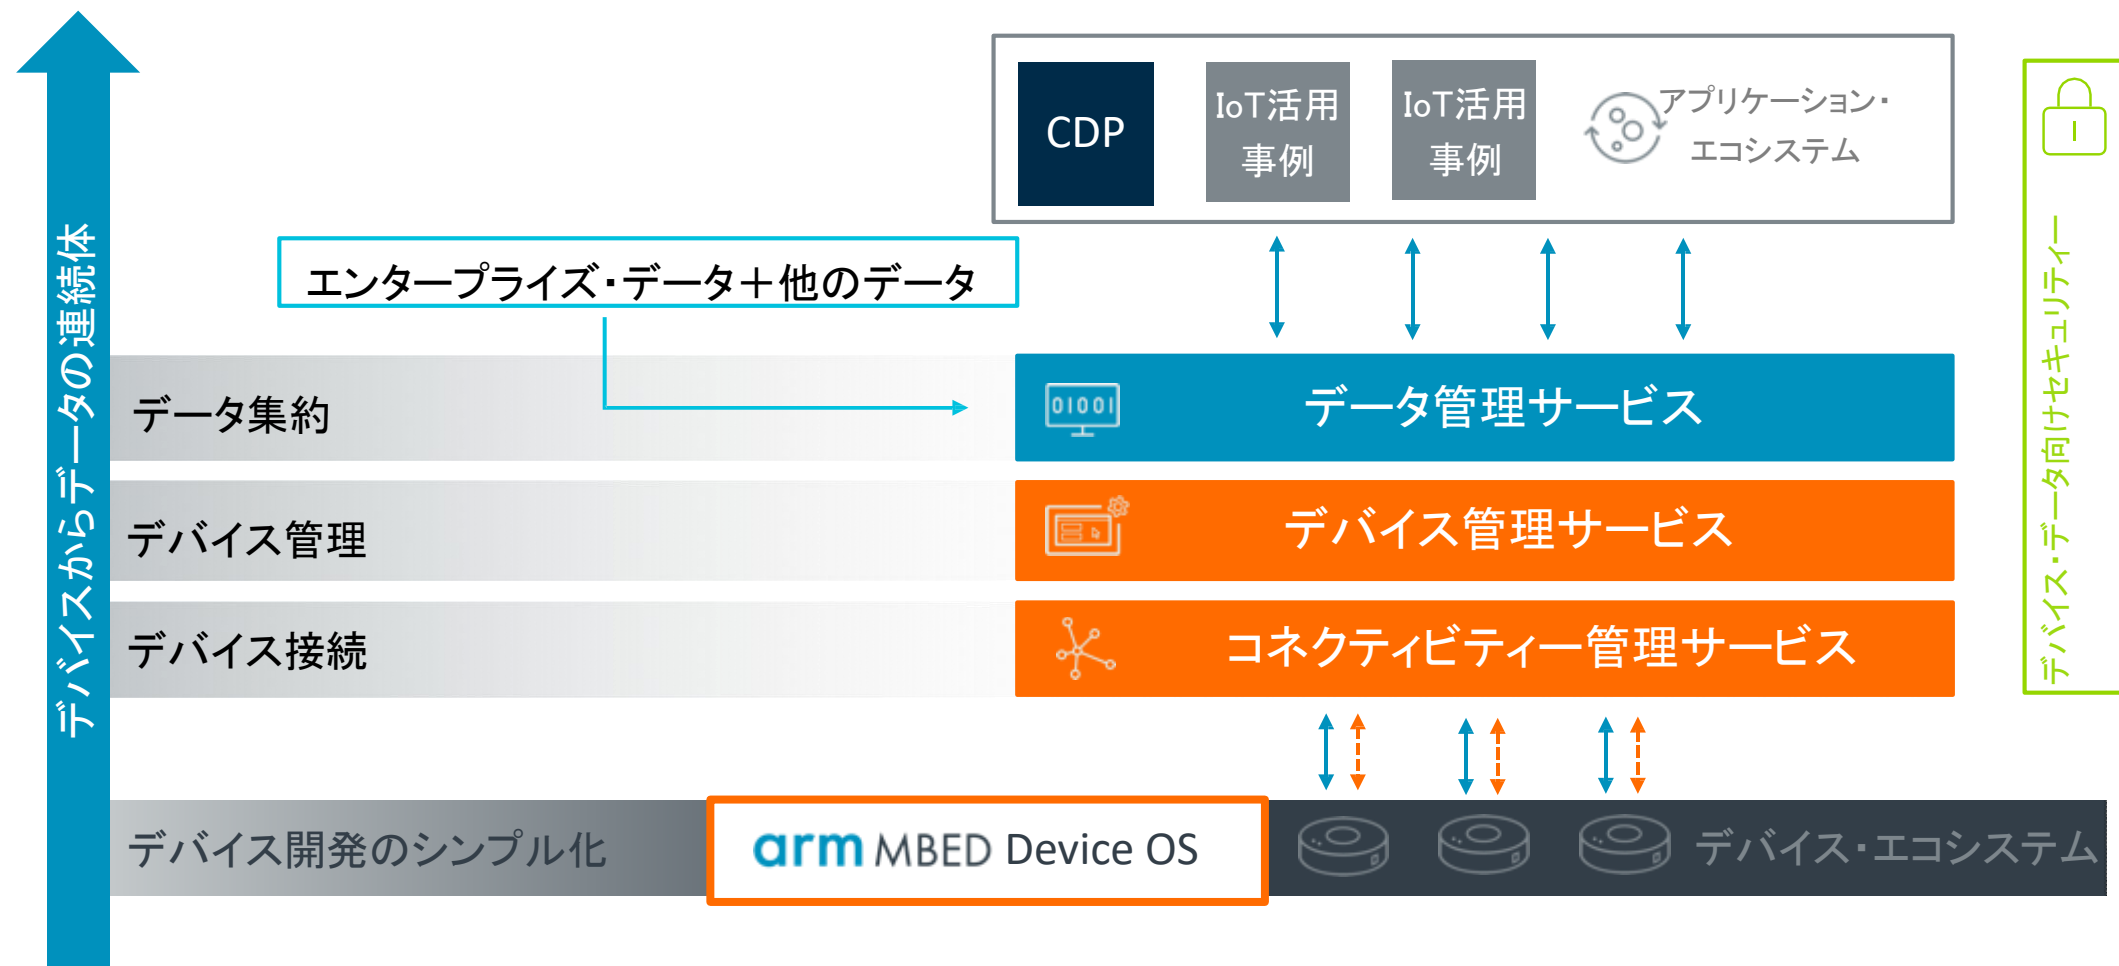 CDP
IoT活用
事例
IoT活用
事例
アプリケーション・
エコシステム
エンタープライズ・データ＋他のデータ
データ集約
01001
データ管理サービス
デバイス管理
デバイス管理サービス
デバイス接続
コネクティビティー管理サービス
デバイス開発のシンプル化
arm MBED Device OS
デバイス・エコシステム
デバイスからデータの連続体
デバイス・データ向けセキュリティー